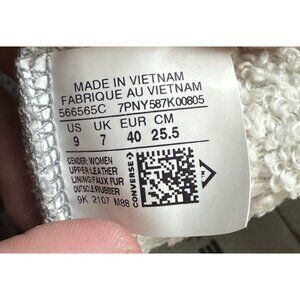 MADE IN VIETNAM
FABRIQUE AU VIETNAM
566565C 7PNY587K00805
US UK EUR CM
9 7 40 25.5
GENDER: WOMEN
UPPER: LEATHER
LINING: FAUX FUR
OUTSOLE: RUBBER
9K 2107 M88
CONVERSE